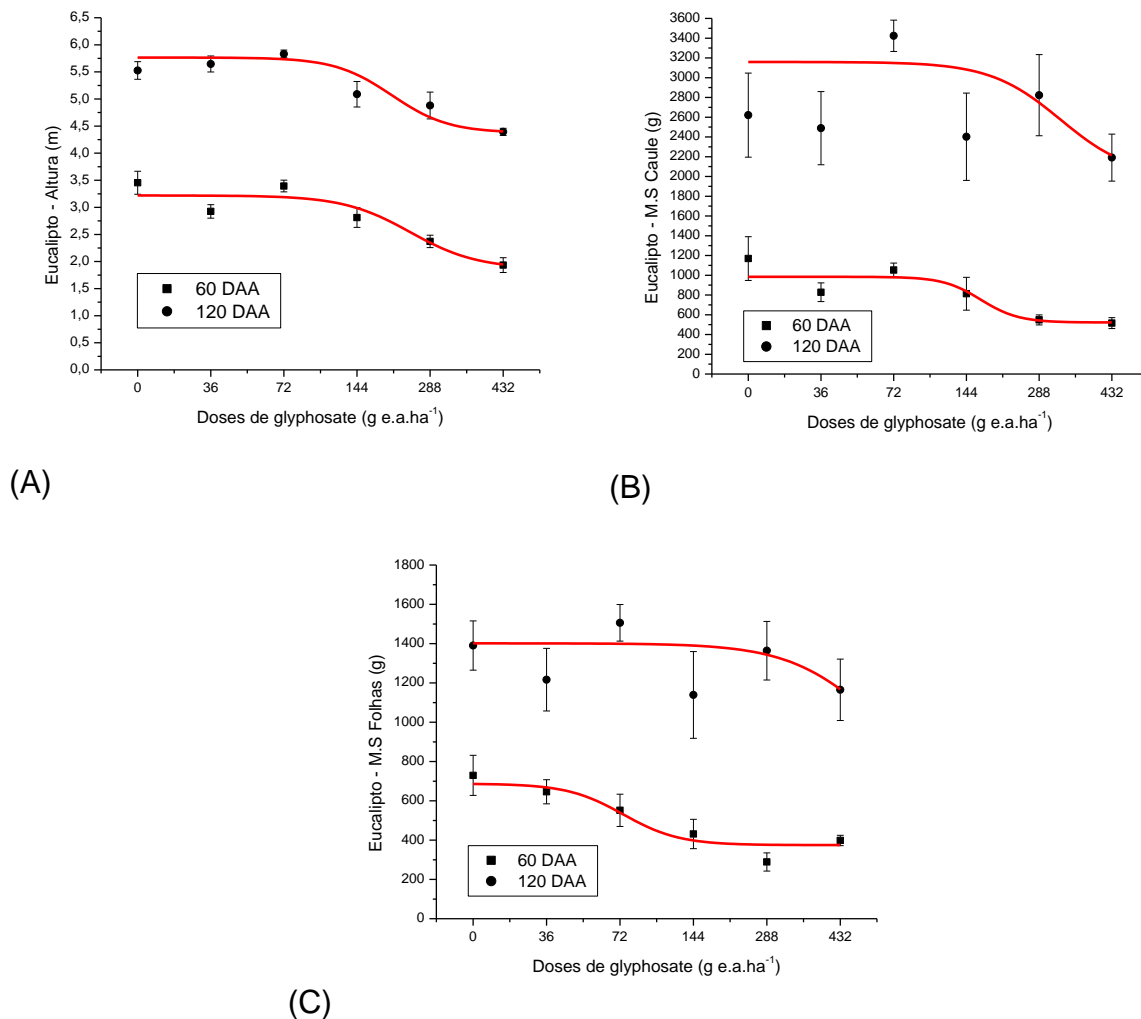 6,5
6,0
5,5
5,0
4,5
4,0
3,5
3,0
2,5
2,0
1,5
1,0
0,5
0,0
Eucalipto - Altura (m)
60 DAA
120 DAA
0 36 72 144 288 432
Doses de glyphosate (g e.a.ha⁻¹)
(A)
3600
3400
3200
3000
2800
2600
2400
2200
2000
1800
1600
1400
1200
1000
800
600
400
200
0
Eucalipto - M.S Caule (g)
60 DAA
120 DAA
0 36 72 144 288 432
Doses de glyphosate (g e.a.ha⁻¹)
(B)
1800
1600
1400
1200
1000
800
600
400
200
0
Eucalipto - M.S Folhas (g)
60 DAA
120 DAA
0 36 72 144 288 432
Doses de glyphosate (g e.a.ha⁻¹)
(C)